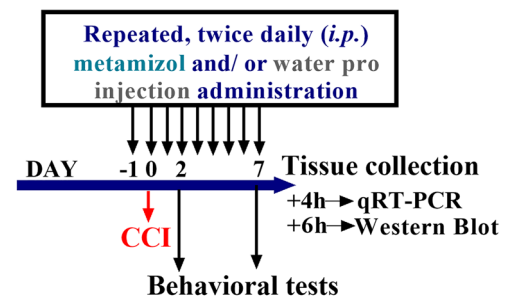 Repeated, twice daily (i.p.)
metamizol and/ or water pro
injection administration
DAY -1 0 2 7 Tissue collection
+4h qRT-PCR
+6h Western Blot
CCI
Behavioral tests